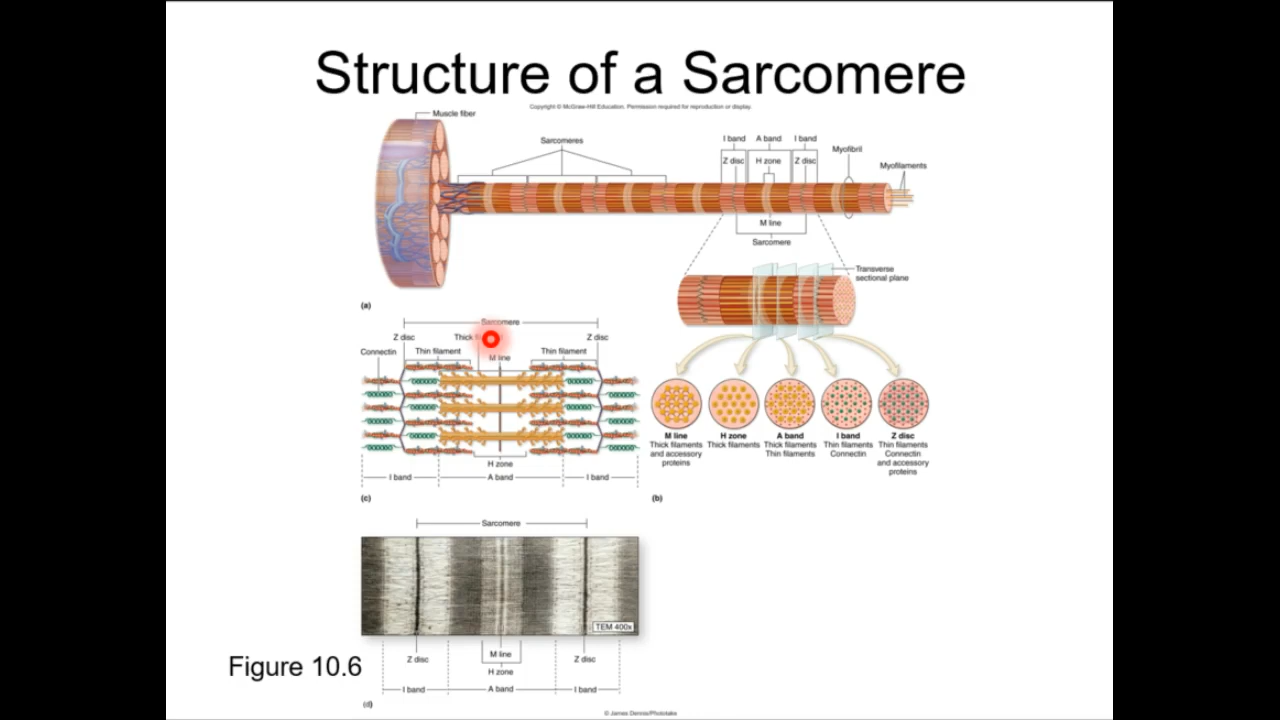 Structure of a Sarcomere
Copyright © McGraw-Hill Education. Permission required for reproduction or display.
Muscle fiber
Sarcomeres
I band
A band
I band
Z disc
H zone
Z disc
Myofibril
Myofilaments
M line
Sarcomere
Transverse
sectional plane
(a)
Sarcomere
Z disc
Thick
Z disc
Connectin
Thin filament
M line
Thin filament
H zone
I band
A band
I band
(c)
M line
Thick filaments
and accessory
proteins
H zone
Thick filaments
A band
Thick filaments
Thin filaments
I band
Thin filaments
Connectin
Z disc
Thin filaments
Connectin
and accessory
proteins
(b)
Sarcomere
TEM 400x
Z disc
M line
Z disc
H zone
I band
A band
I band
(d)
Figure 10.6
© James Dennis/Phototake